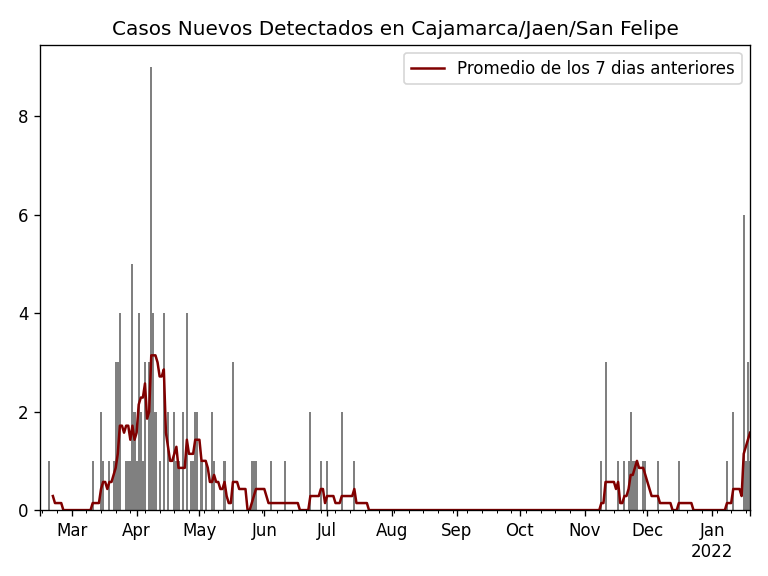 Casos Nuevos Detectados en Cajamarca/Jaen/San Felipe
Promedio de los 7 dias anteriores
8
6
4
2
0
Mar Apr May Jun Jul Aug Sep Oct Nov Dec Jan
2022